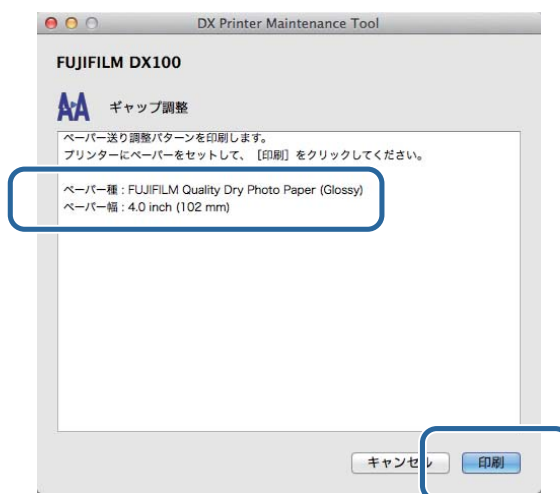 DX Printer Maintenance Tool
FUJIFILM DX100
A:A ギャップ調整
ペーパー送り調整パターンを印刷します。
プリンターにペーパーをセットして、[印刷] をクリックしてください。
ペーパー種 : FUJIFILM Quality Dry Photo Paper (Glossy)
ペーパー幅 : 4.0 inch (102 mm)
キャンセル 印刷